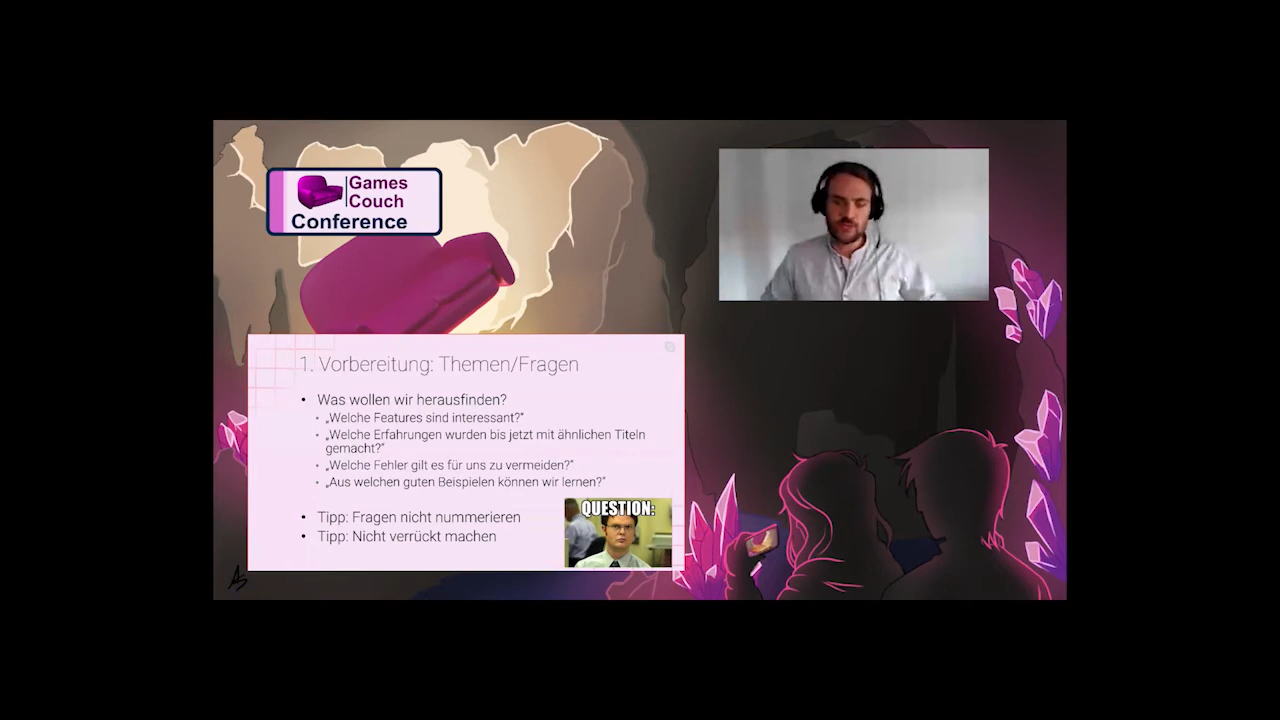 Games
Couch
Conference
1. Vorbereitung: Themen/Fragen
• Was wollen wir herausfinden?
• „Welche Features sind interessant?“
• „Welche Erfahrungen wurden bis jetzt mit ähnlichen Titeln
gemacht?“
• „Welche Fehler gilt es für uns zu vermeiden?“
• „Aus welchen guten Beispielen können wir lernen?“
• Tipp: Fragen nicht nummerieren
• Tipp: Nicht verrückt machen
QUESTION: